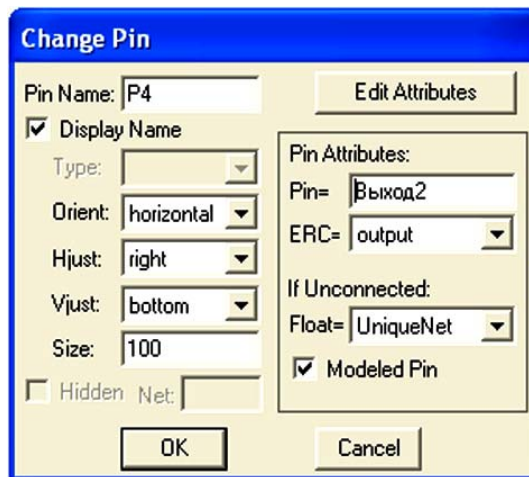 Change Pin
Pin Name: P4
Edit Attributes
Display Name
Type:
Orient: horizontal
Hjust: right
Vjust: bottom
Size: 100
Hidden Net:
Pin Attributes:
Pin= Выход2
ERC= output
If Unconnected:
Float= UniqueNet
Modeled Pin
OK
Cancel